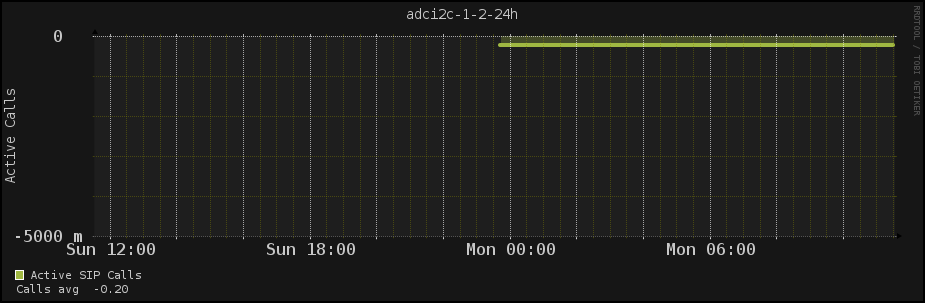 adci2c-1-2-24h
RRDTOOL / TOBI OETIKER
Active Calls
0
-5000 m
Sun 12:00 Sun 18:00 Mon 00:00 Mon 06:00
Active SIP Calls
Calls avg -0.20